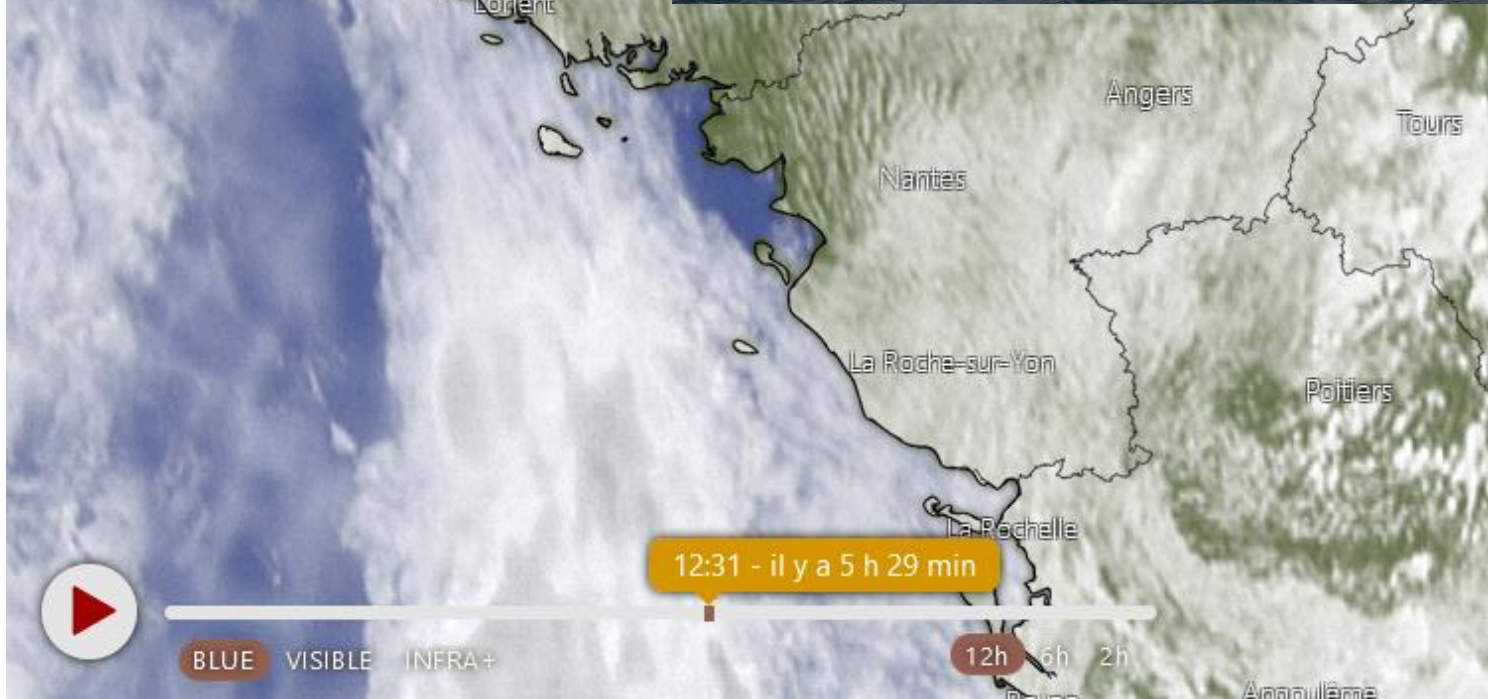 Lorient
Angers
Tours
Nantes
La Roche-sur-Yon
Poitiers
La Rochelle
12:31 - il y a 5 h 29 min
BLUE VISIBLE INFRA+ 12h 6h 2h
Angoulême